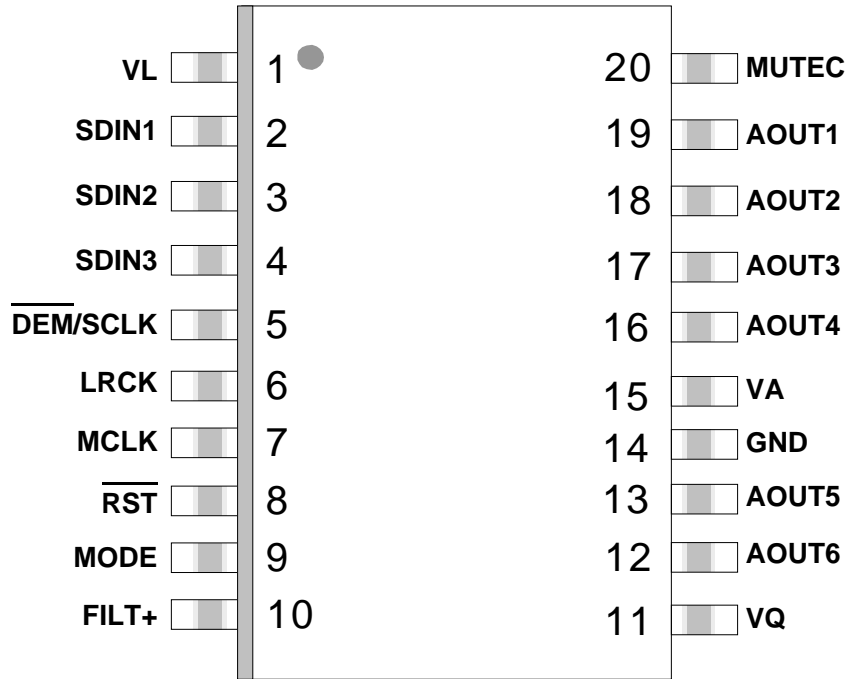 VL 1 20 MUTEC
SDIN1 2 19 AOUT1
SDIN2 3 18 AOUT2
SDIN3 4 17 AOUT3
DEM/SCLK 5 16 AOUT4
LRCK 6 15 VA
MCLK 7 14 GND
RST 8 13 AOUT5
MODE 9 12 AOUT6
FILT+ 10 11 VQ